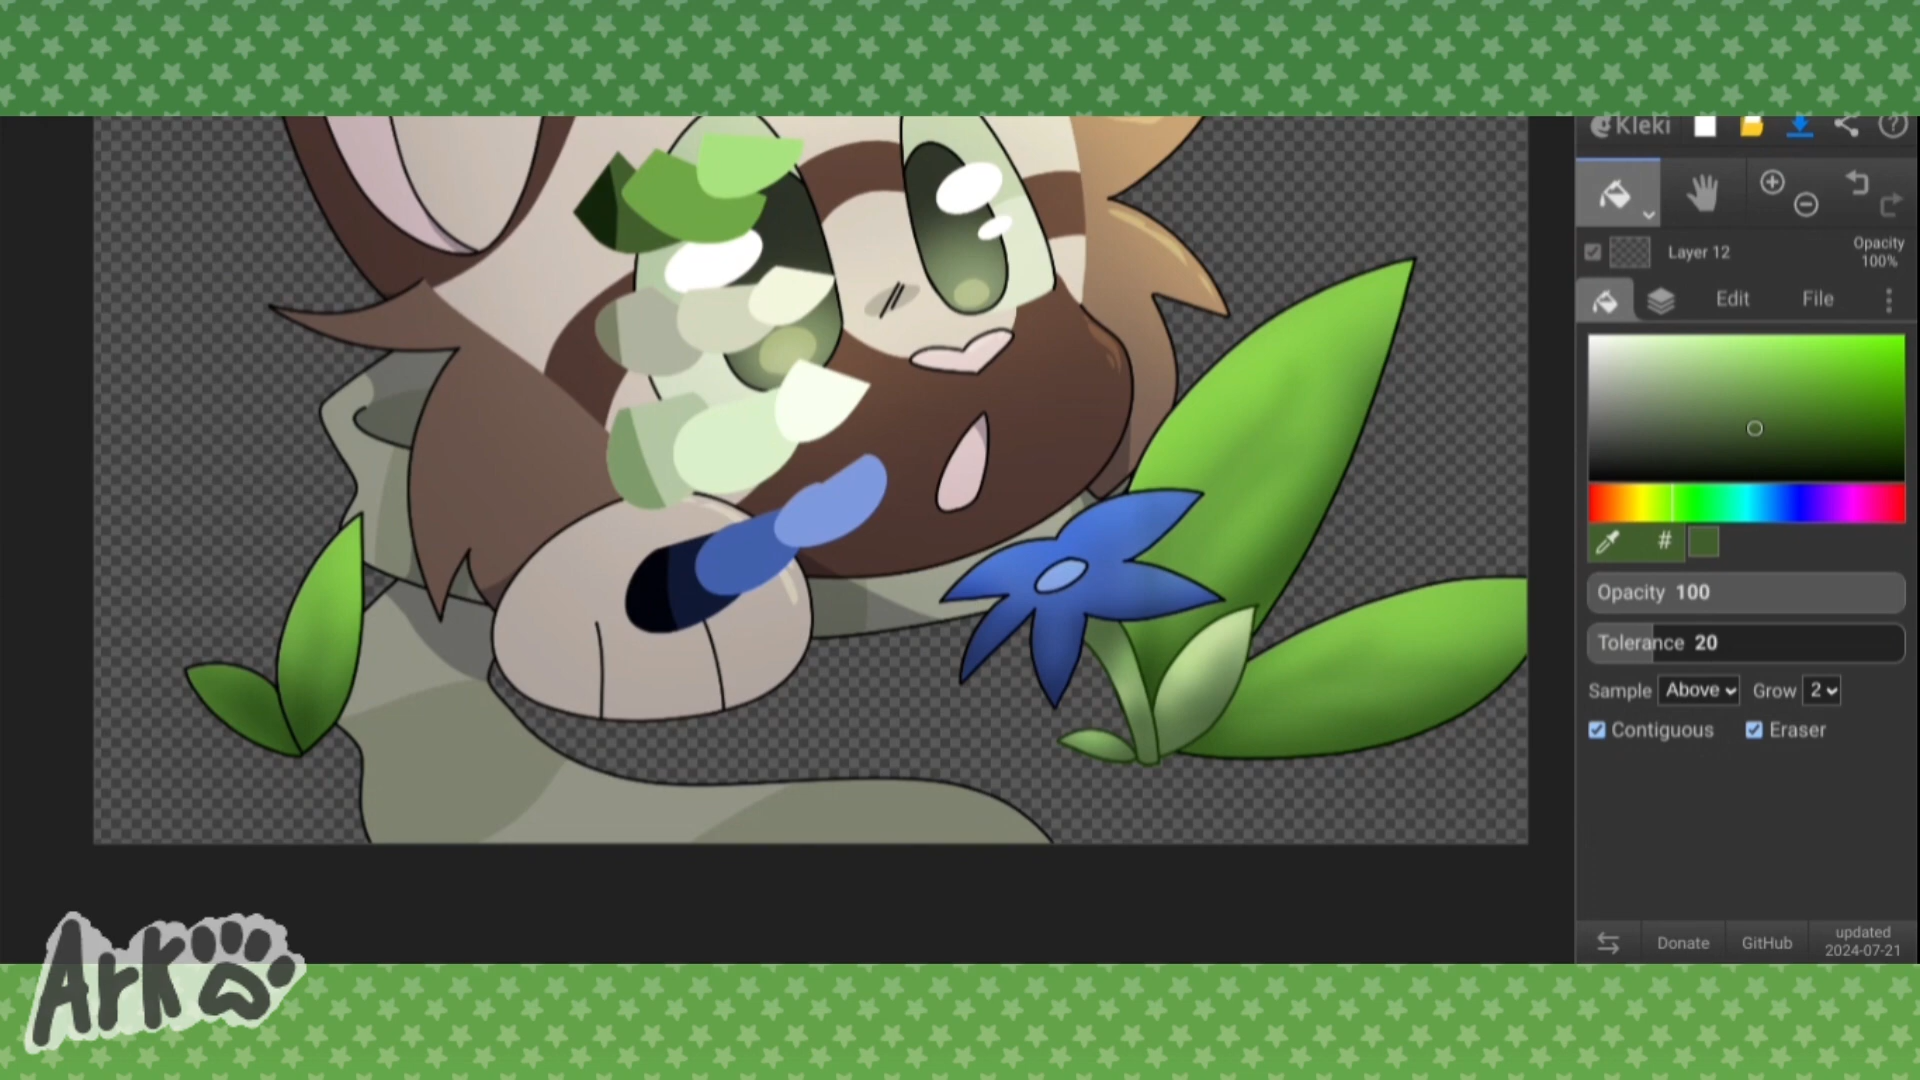 Kleki
Layer 12
Opacity
100%
Edit File
#
Opacity 100
Tolerance 20
Sample Above Grow 2
Contiguous Eraser
Donate GitHub updated
2024-07-21
Ark